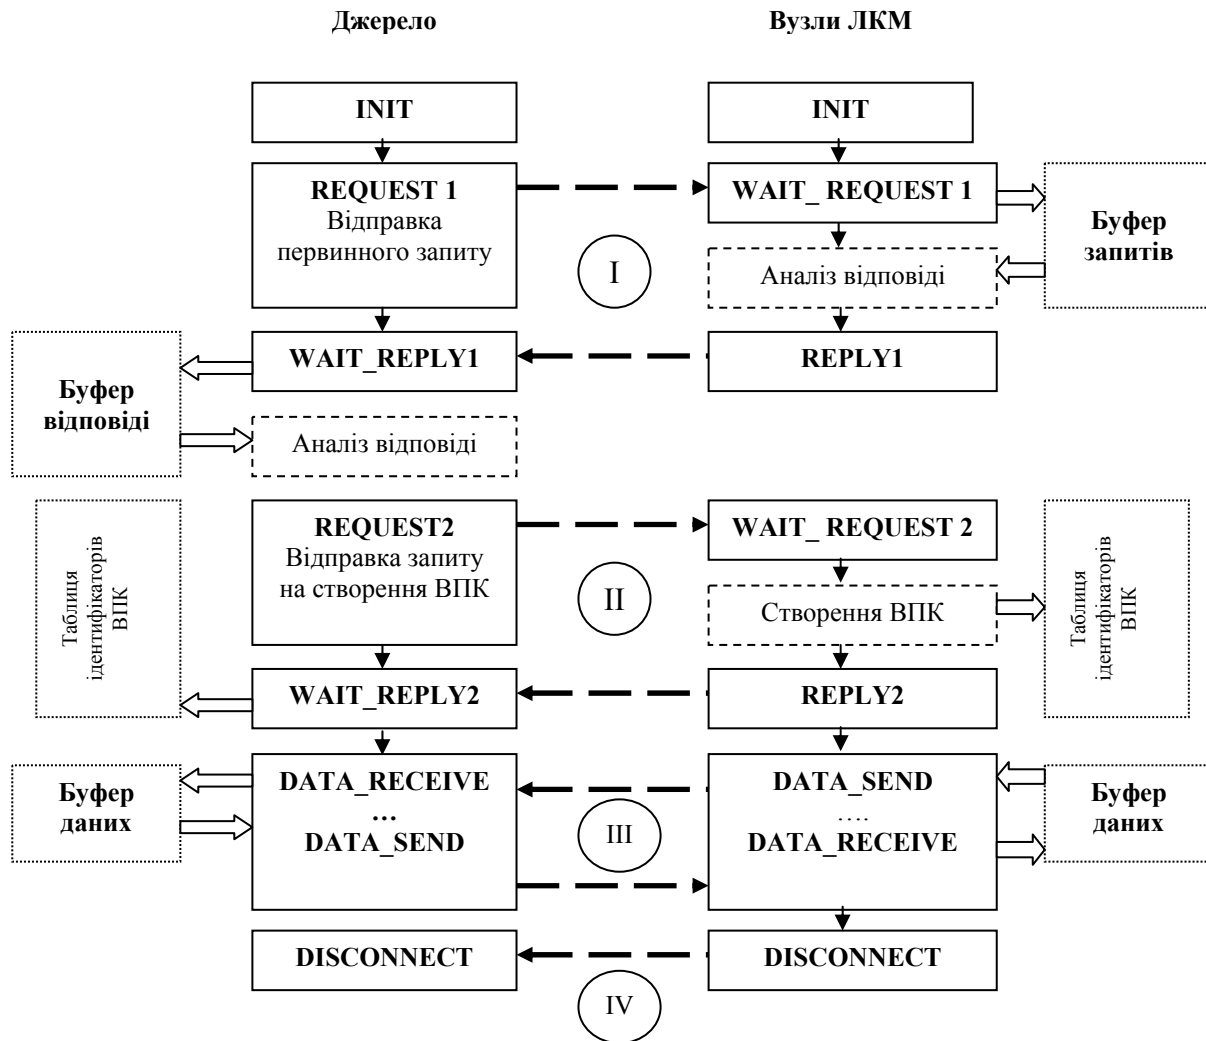 Джерело
Вузли ЛКМ
INIT
INIT
REQUEST 1
Відправка
первинного запиту
WAIT_ REQUEST 1
Буфер
запитів
I
Аналіз відповіді
WAIT_REPLY1
REPLY1
Буфер
відповіді
Аналіз відповіді
REQUEST2
Відправка запиту
на створення ВПК
WAIT_ REQUEST 2
II
Створення ВПК
Таблиця
ідентифікаторів
ВПК
Таблиця
ідентифікаторів
ВПК
WAIT_REPLY2
REPLY2
Буфер
даних
DATA_RECEIVE
...
DATA_SEND
III
DATA_SEND
....
DATA_RECEIVE
Буфер
даних
DISCONNECT
DISCONNECT
IV